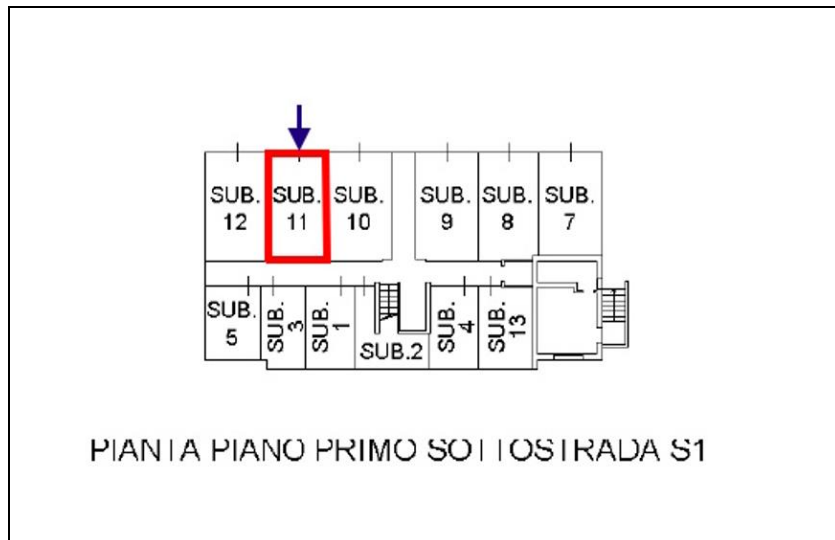 SUB. 12
SUB. 11
SUB. 10
SUB. 9
SUB. 8
SUB. 7
SUB. 5
SUB. 3
SUB. 1
SUB.2
SUB. 4
SUB. 13
PIANTA PIANO PRIMO SOTTOSTRADA S1